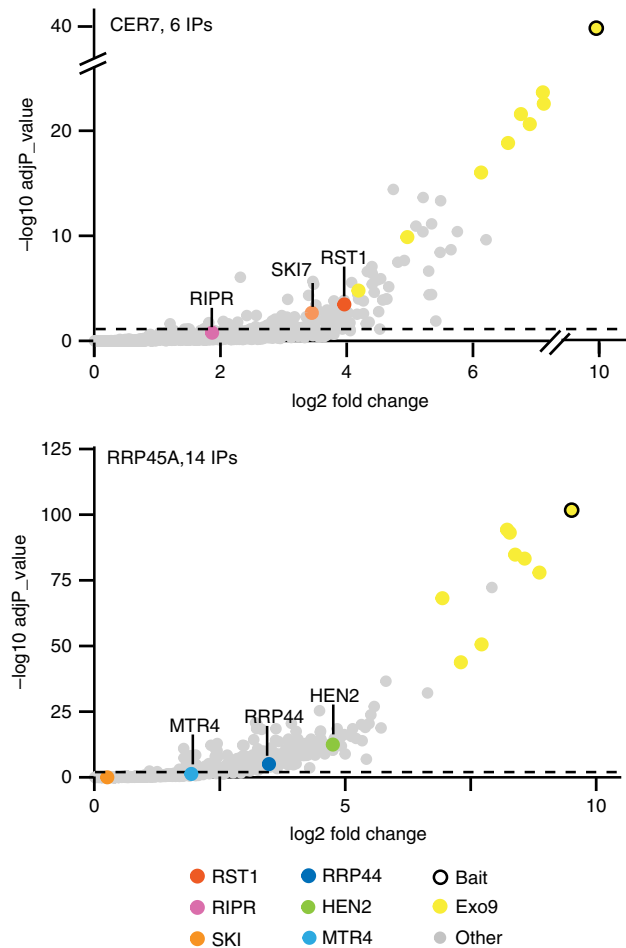 CER7, 6 IPs
40
20
10
0
–log10 adjP_value
RIPR
SKI7
RST1
0
2
4
6
10
log2 fold change
RRP45A,14 IPs
125
100
75
50
25
0
–log10 adjP_value
MTR4
RRP44
HEN2
0
5
10
log2 fold change
RST1
RRP44
Bait
RIPR
HEN2
Exo9
SKI
MTR4
Other